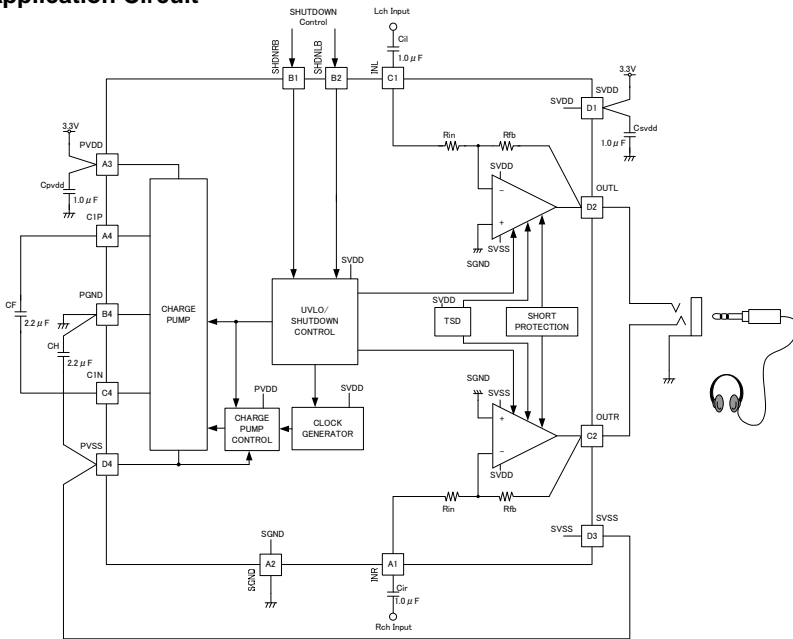 Application Circuit
SHUTDOWN
Control
Lch Input
Cil
1.0μF
SHDNRB
SHDNLB
INL
B1
B2
C1
SVDD
3.3V
SVDD
D1
Csvdd
1.0μF
3.3V
PVDD
A3
Cpvdd
1.0μF
C1P
A4
Rin
Rfb
SVDD
−
+
SVSS
SGND
OUTL
D2
PGND
B4
CF
2.2μF
CH
2.2μF
C1N
C4
PVSS
D4
CHARGE
PUMP
SVDD
UVLO/
SHUTDOWN
CONTROL
SVDD
TSD
SHORT
PROTECTION
PVDD
CHARGE
PUMP
CONTROL
SVDD
CLOCK
GENERATOR
SGND
SVSS
+
−
SVDD
OUTR
C2
Rin
Rfb
SVSS
SVSS
D3
SGND
A2
SGND
INR
A1
Cir
1.0μF
Rch Input